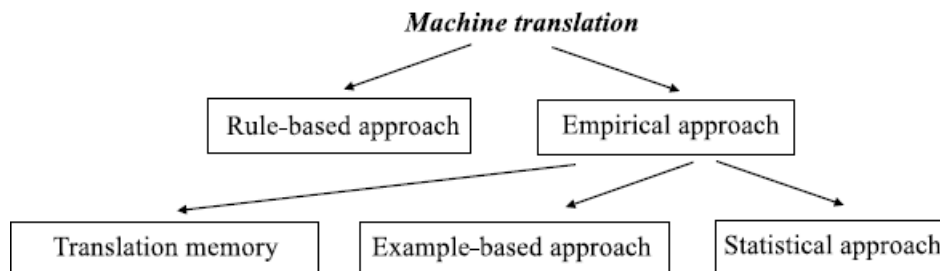 Machine translation
Rule-based approach
Empirical approach
Translation memory
Example-based approach
Statistical approach